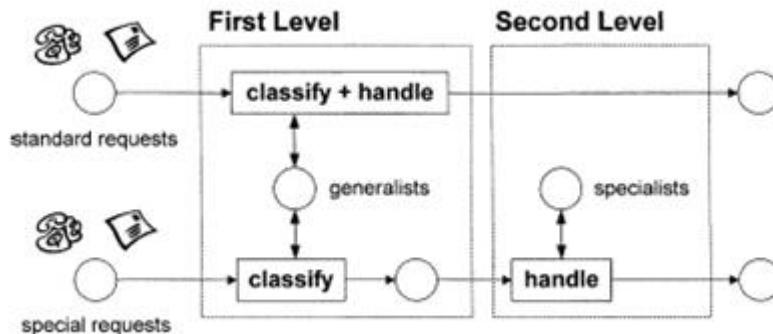 First Level
Second Level
classify + handle
standard requests
generalists
specialists
classify
handle
special requests